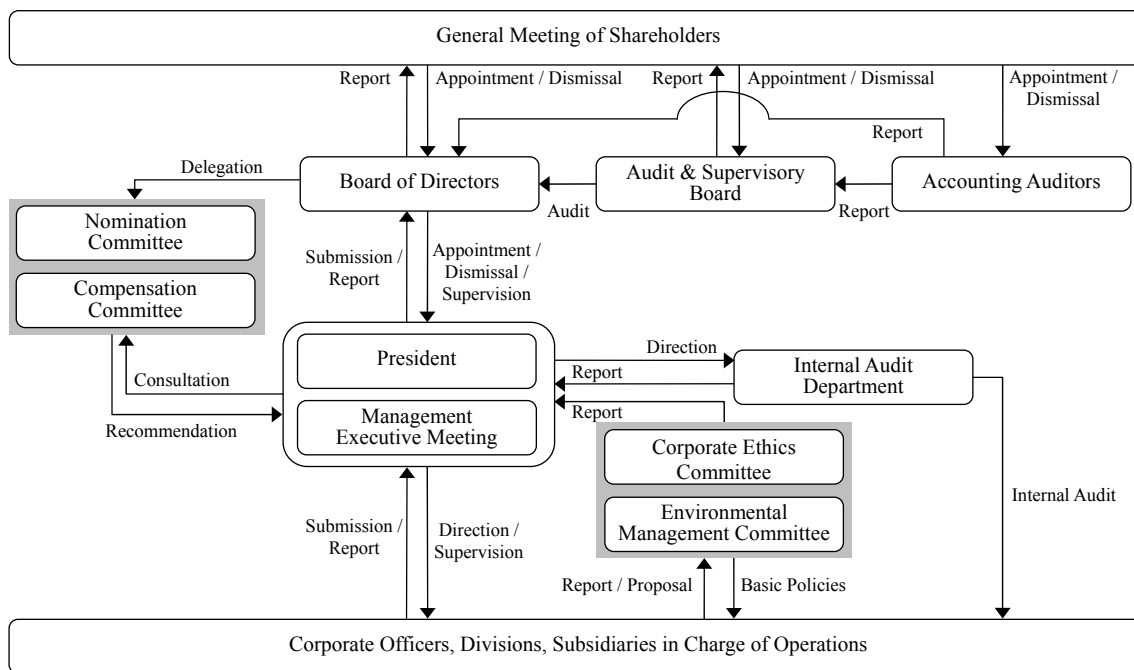 General Meeting of Shareholders
Report
Appointment / Dismissal
Report
Appointment / Dismissal
Appointment
/ Dismissal
Report
Delegation
Board of Directors
Audit & Supervisory
Board
Accounting Auditors
Audit
Report
Nomination
Committee
Compensation
Committee
Submission /
Report
Appointment /
Dismissal /
Supervision
President
Management
Executive Meeting
Consultation
Recommendation
Direction
Report
Internal Audit
Department
Report
Corporate Ethics
Committee
Environmental
Management Committee
Internal Audit
Submission /
Report
Direction /
Supervision
Report / Proposal
Basic Policies
Corporate Officers, Divisions, Subsidiaries in Charge of Operations